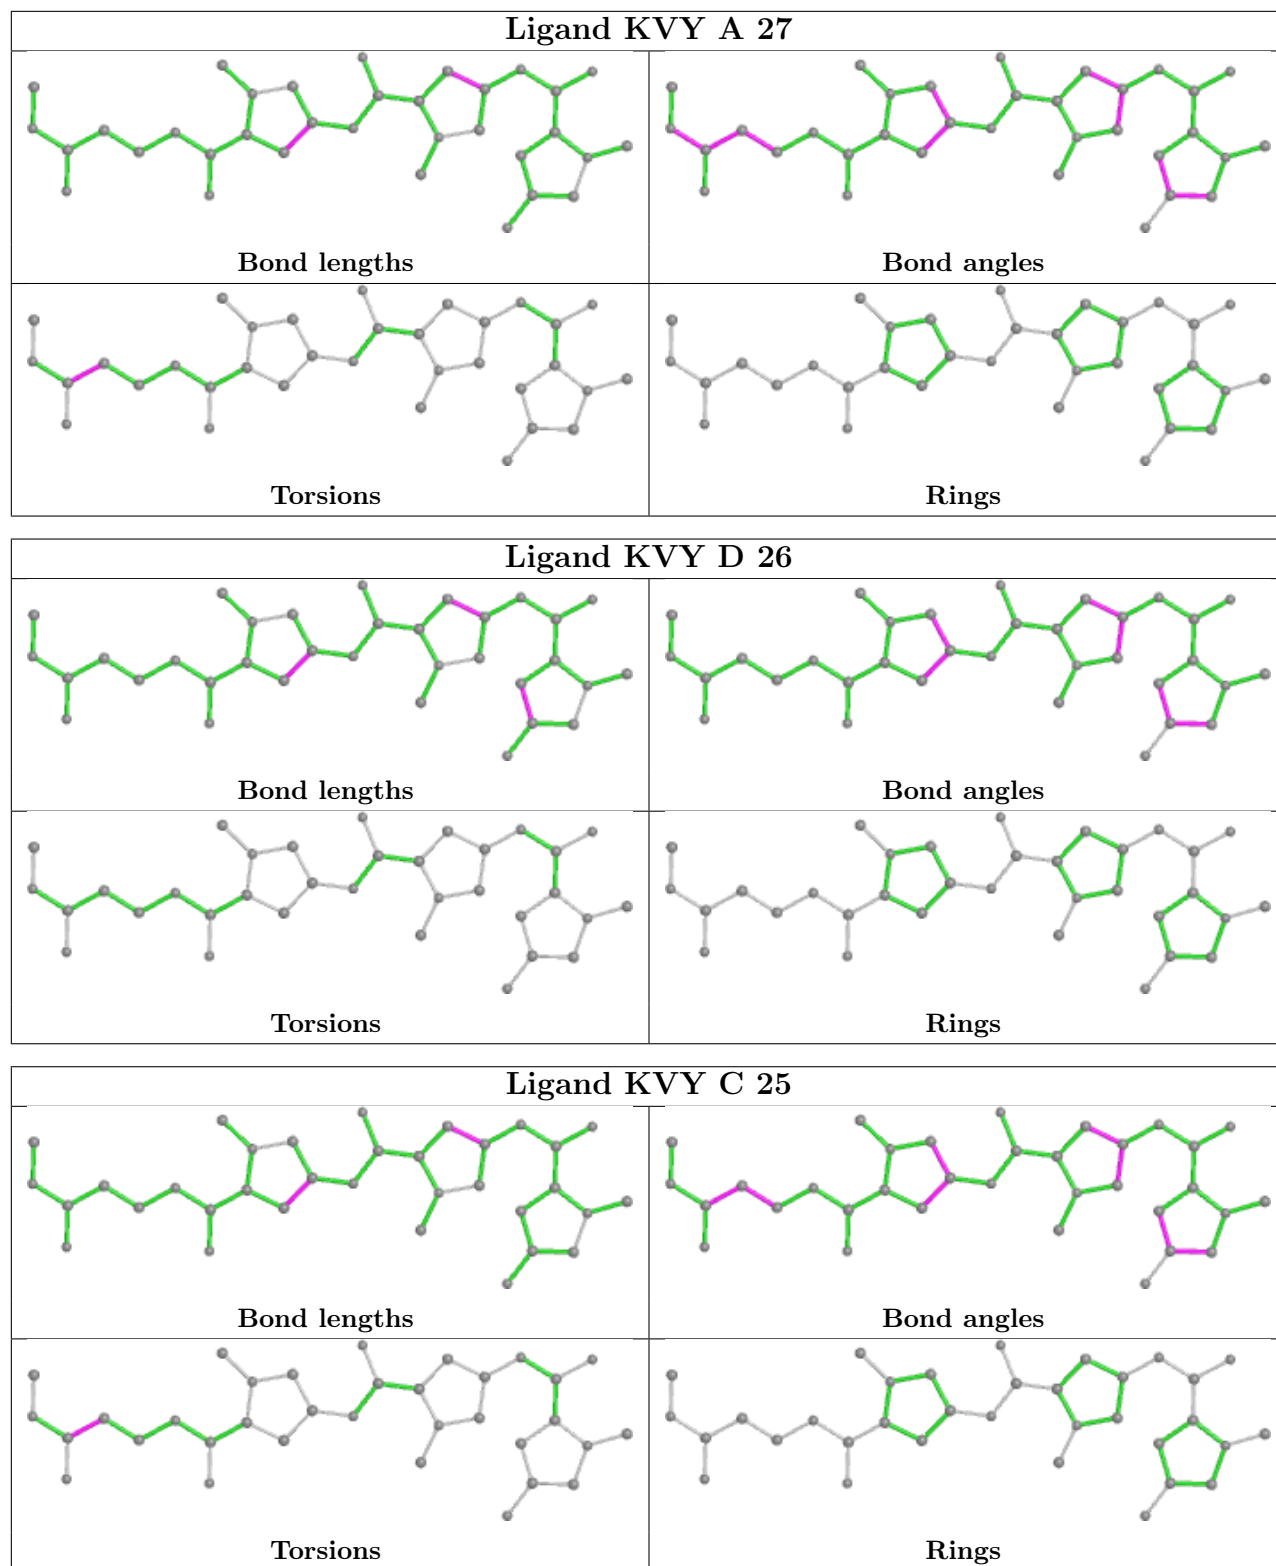 Ligand KVY A 27
Bond lengths
Bond angles
Torsions
Rings
Ligand KVY D 26
Bond lengths
Bond angles
Torsions
Rings
Ligand KVY C 25
Bond lengths
Bond angles
Torsions
Rings